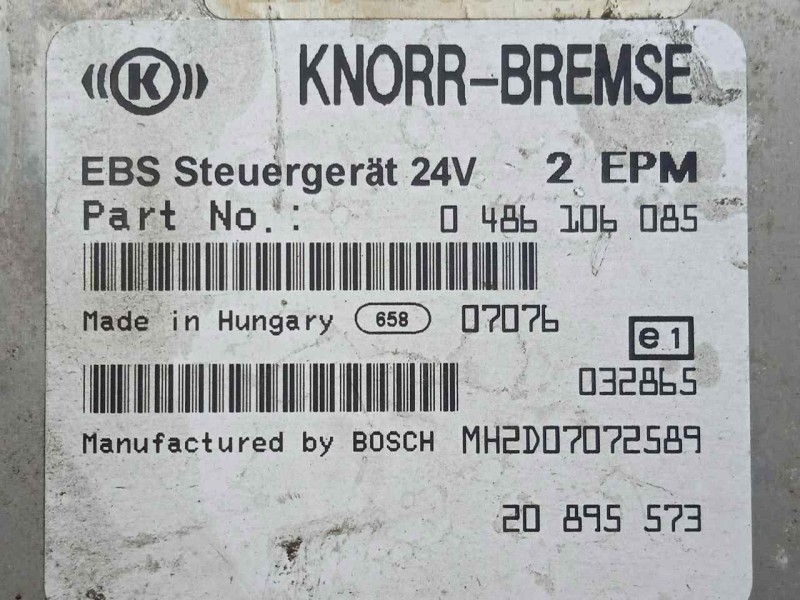 K KNORR-BREMSE
EBS Steuergerät 24V 2 EPM
Part No.: 0 486 106 085
Made in Hungary 658 07076
e1
032865
Manufactured by BOSCH MH2D07072589
20 895 573